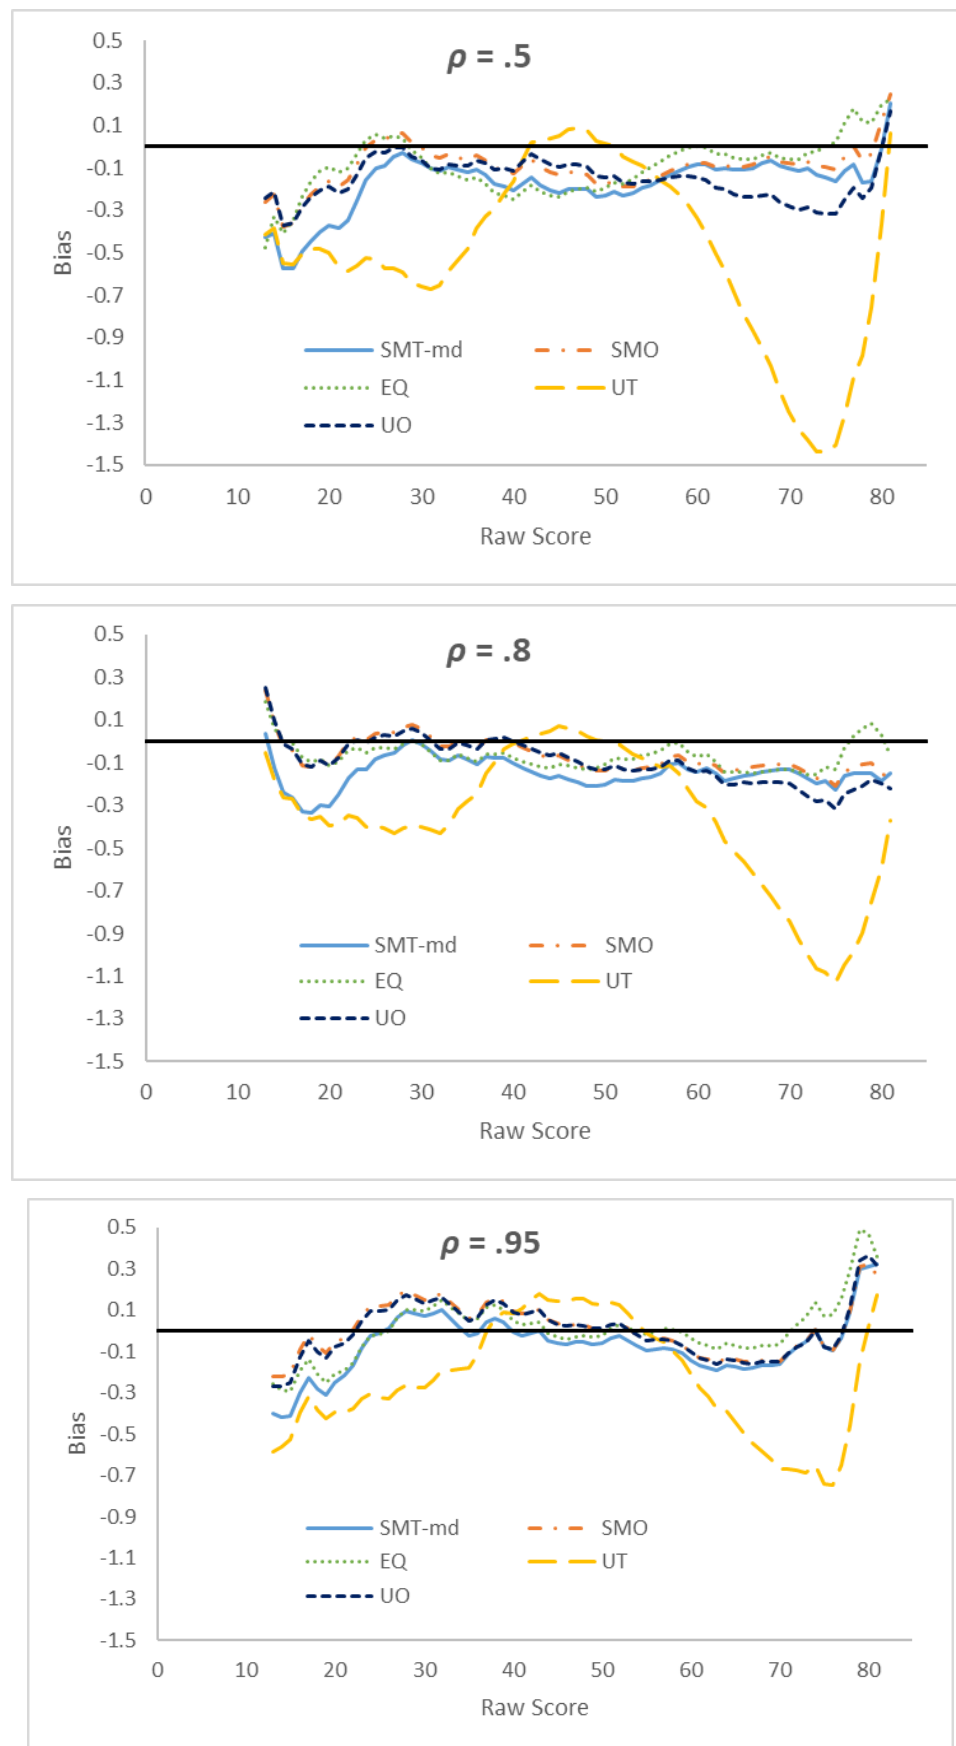 ρ = .5
0.5
0.3
0.1
-0.1
-0.3
-0.5
-0.7
-0.9
-1.1
-1.3
-1.5
Bias
SMT-md SMO
EQ UT
UO
0 10 20 30 40 50 60 70 80
Raw Score
ρ = .8
0.5
0.3
0.1
-0.1
-0.3
-0.5
-0.7
-0.9
-1.1
-1.3
-1.5
Bias
SMT-md SMO
EQ UT
UO
0 10 20 30 40 50 60 70 80
Raw Score
ρ = .95
0.5
0.3
0.1
-0.1
-0.3
-0.5
-0.7
-0.9
-1.1
-1.3
-1.5
Bias
SMT-md SMO
EQ UT
UO
0 10 20 30 40 50 60 70 80
Raw Score